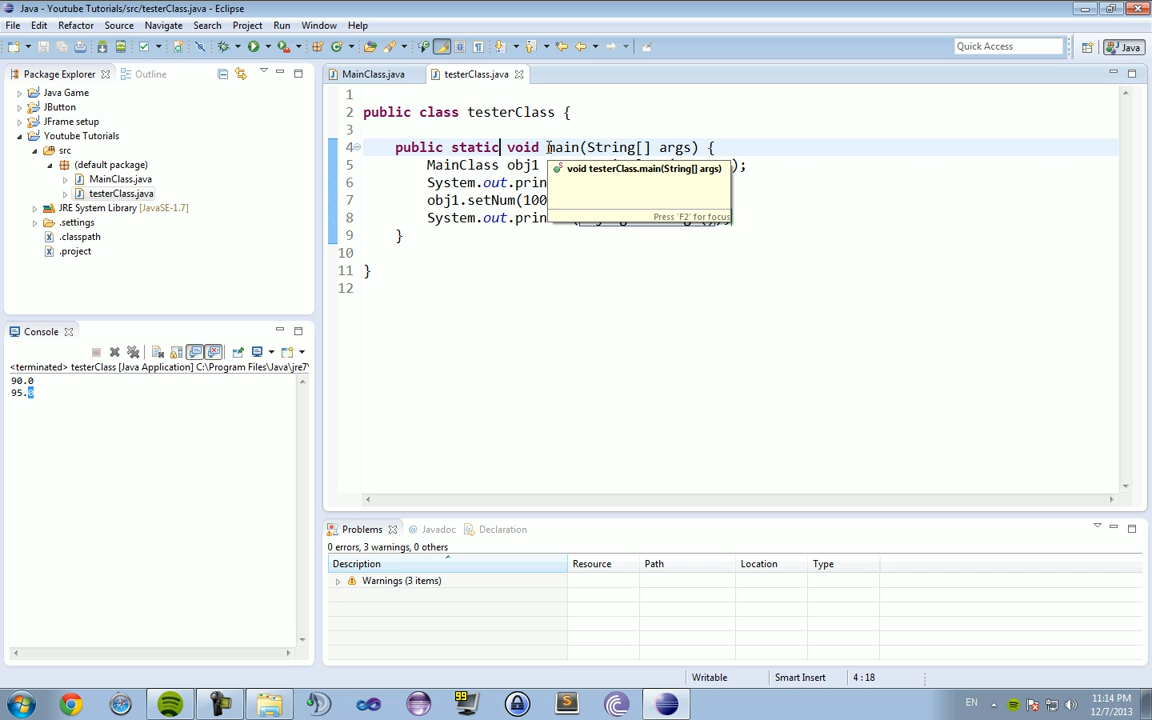 Java - Youtube Tutorials/src/testerClass.java - Eclipse
File Edit Refactor Source Navigate Search Project Run Window Help
Quick Access
Java
Package Explorer
Outline
Java Game
JButton
JFrame setup
Youtube Tutorials
src
(default package)
MainClass.java
testerClass.java
JRE System Library [JavaSE-1.7]
.settings
.classpath
.project
MainClass.java
testerClass.java
1
2 public class testerClass {
3
4 public static void main(String[] args) {
5 MainClass obj1 );
6 System.out.prin
7 obj1.setNum(100
8 System.out.prin
9 }
10
11 }
12
void testerClass.main(String[] args)
Press 'F2' for focus
Console
<terminated> testerClass [Java Application] C:\Program Files\Java\jre7\
90.0
95.0
Problems
@ Javadoc
Declaration
0 errors, 3 warnings, 0 others
Description Resource Path Location Type
Warnings (3 items)
Writable
Smart Insert
4 : 18
99
EN
11:14 PM
12/7/2013